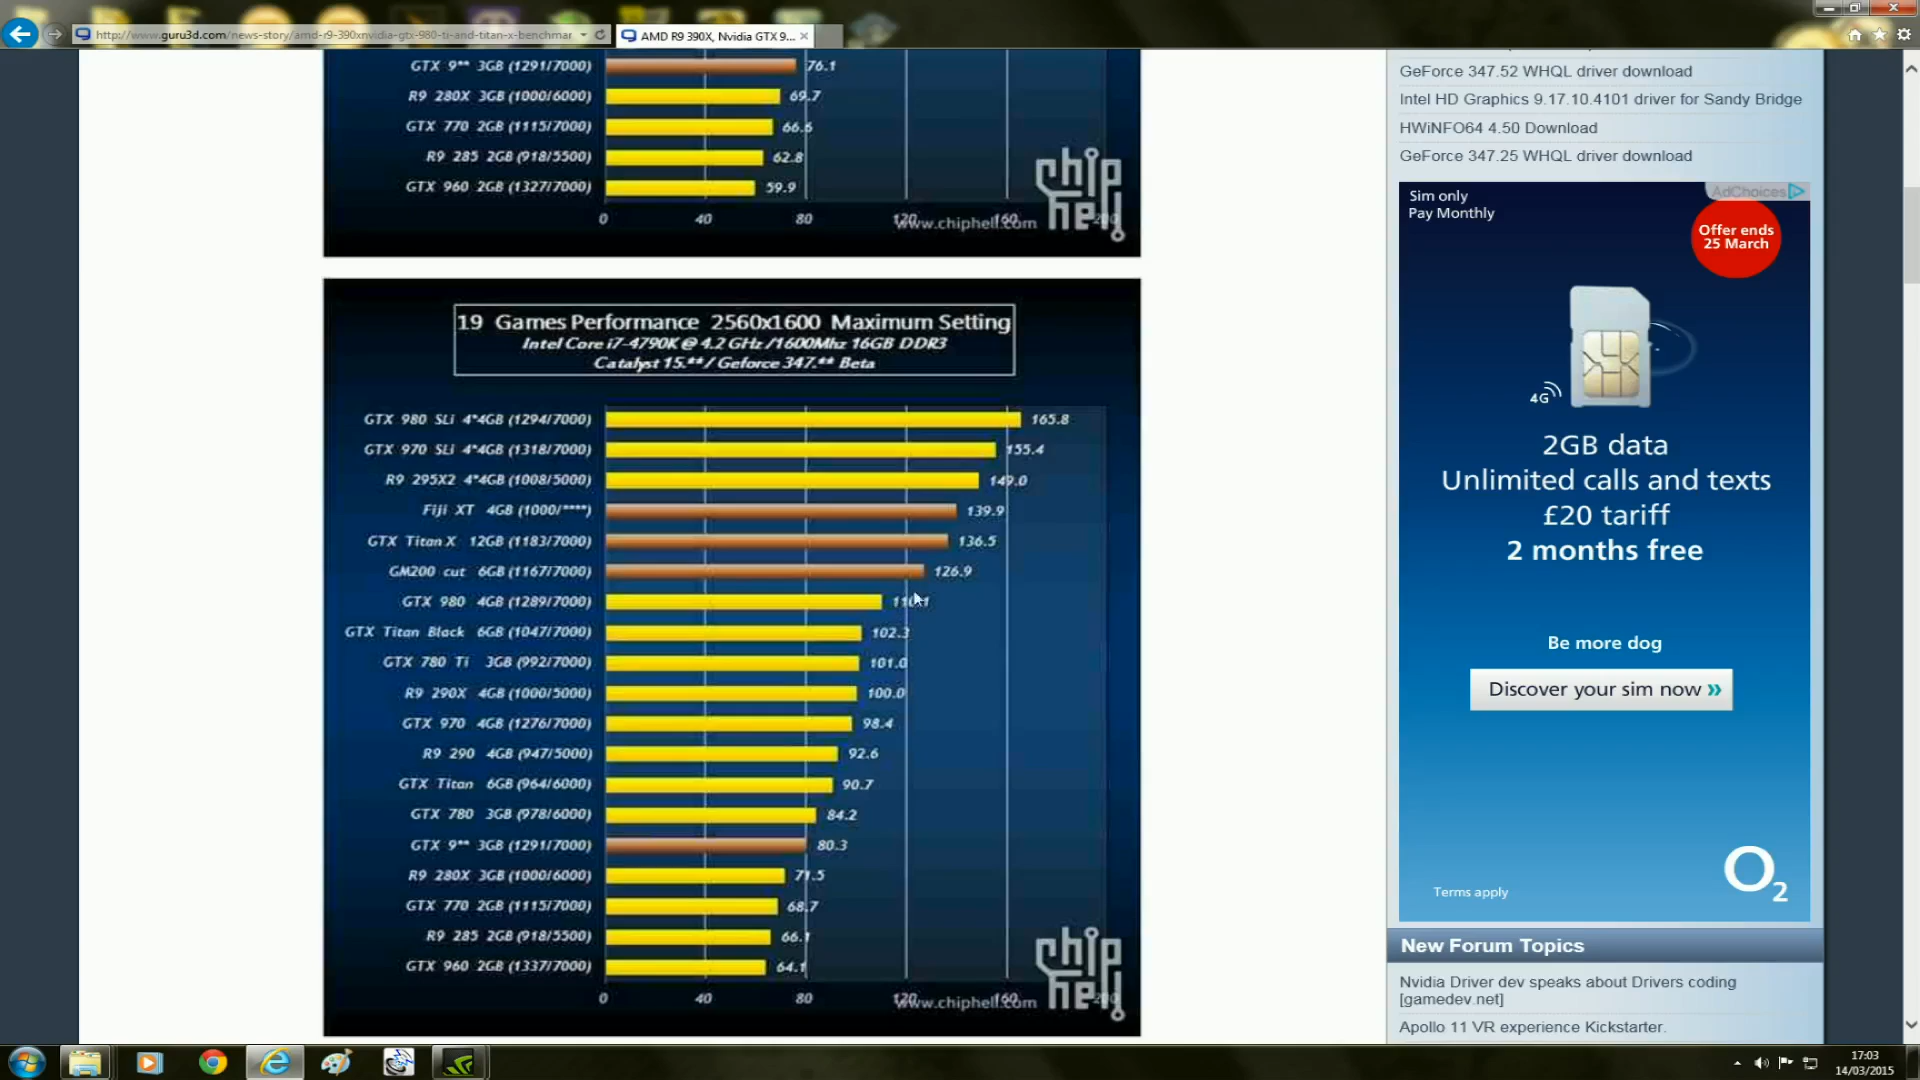 http://www.guru3d.com/news-story/amd-r9-390xnvidia-gtx-980-ti-and-titan-x-benchmar
AMD R9 390X, Nvidia GTX 9...
GTX 9** 3GB (1291/7000) 76.1
R9 280X 3GB (1000/6000) 69.7
GTX 770 2GB (1115/7000) 66.6
R9 285 2GB (918/5500) 62.8
GTX 960 2GB (1327/7000) 59.9
0 40 80 120 160 200
www.chiphell.com
chip
hell
19 Games Performance 2560x1600 Maximum Setting
Intel Core i7-4790K @ 4.2 GHz /1600Mhz 16GB DDR3
Catalyst 15.** / Geforce 347.** Beta
GTX 980 SLi 4*4GB (1294/7000) 165.8
GTX 970 SLi 4*4GB (1318/7000) 155.4
R9 295X2 4*4GB (1008/5000) 149.0
Fiji XT 4GB (1000/****) 139.9
GTX Titan X 12GB (1183/7000) 136.5
GM200 cut 6GB (1167/7000) 126.9
GTX 980 4GB (1289/7000)
GTX Titan Black 6GB (1047/7000) 102.3
GTX 780 Ti 3GB (992/7000) 101.0
R9 290X 4GB (1000/5000) 100.0
GTX 970 4GB (1276/7000) 98.4
R9 290 4GB (947/5000) 92.6
GTX Titan 6GB (964/6000) 90.7
GTX 780 3GB (978/6000) 84.2
GTX 9** 3GB (1291/7000) 80.3
R9 280X 3GB (1000/6000) 71.5
GTX 770 2GB (1115/7000) 68.7
R9 285 2GB (918/5500) 66.1
GTX 960 2GB (1337/7000) 64.1
0 40 80 120 160 200
www.chiphell.com
chip
hell
GeForce 347.52 WHQL driver download
Intel HD Graphics 9.17.10.4101 driver for Sandy Bridge
HWiNFO64 4.50 Download
GeForce 347.25 WHQL driver download
AdChoices
Sim only
Pay Monthly
Offer ends
25 March
4G
2GB data
Unlimited calls and texts
£20 tariff
2 months free
Be more dog
Discover your sim now »
Terms apply
O2
New Forum Topics
Nvidia Driver dev speaks about Drivers coding
[gamedev.net]
Apollo 11 VR experience Kickstarter.
17:03
14/03/2015